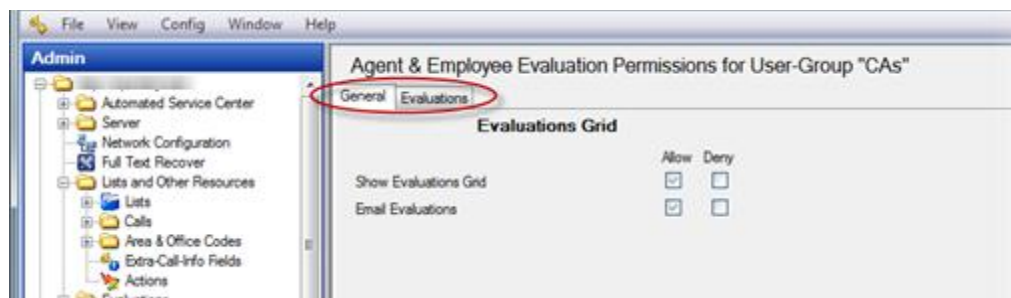 File View Config Window Help
Admin
Automated Service Center
Server
Network Configuration
Full Text Recover
Lists and Other Resources
Lists
Calls
Area & Office Codes
Extra-Call-Info Fields
Actions
Evaluations
Agent & Employee Evaluation Permissions for User-Group "CAs"
General Evaluations
Evaluations Grid
Allow Deny
Show Evaluations Grid
Email Evaluations